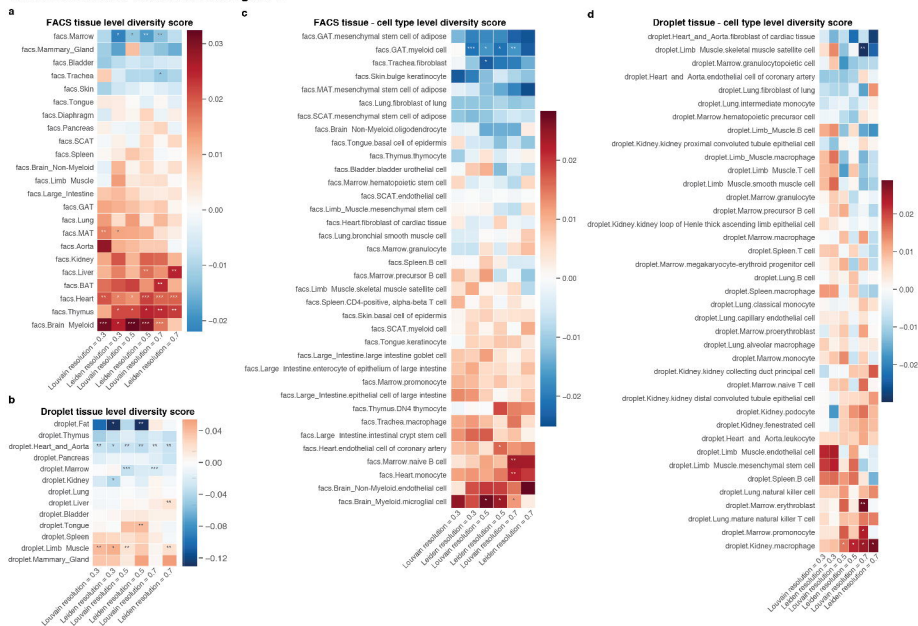 a
FACS tissue level diversity score
facs.Marrow
facs.Mammary_Gland
facs.Bladder
facs.Trachea
facs.Skin
facs.Tongue
facs.Diaphragm
facs.Pancreas
facs.SCAT
facs.Spleen
facs.Brain_Non-Myeloid
facs.Limb Muscle
facs.Large_Intestine
facs.GAT
facs.Lung
facs.MAT
facs.Aorta
facs.Kidney
facs.Liver
facs.BAT
facs.Heart
facs.Thymus
facs.Brain Myeloid
0.03
0.02
0.01
0.00
−0.01
−0.02
Louvain resolution = 0.3
Leiden resolution = 0.3
Louvain resolution = 0.5
Leiden resolution = 0.5
Louvain resolution = 0.7
Leiden resolution = 0.7
b
Droplet tissue level diversity score
droplet.Fat
droplet.Thymus
droplet.Heart_and_Aorta
droplet.Pancreas
droplet.Marrow
droplet.Kidney
droplet.Lung
droplet.Liver
droplet.Bladder
droplet.Tongue
droplet.Spleen
droplet.Limb Muscle
droplet.Mammary_Gland
0.04
0.00
−0.04
−0.08
−0.12
Louvain resolution = 0.3
Leiden resolution = 0.3
Louvain resolution = 0.5
Leiden resolution = 0.5
Louvain resolution = 0.7
Leiden resolution = 0.7
c
FACS tissue - cell type level diversity score
facs.GAT.mesenchymal stem cell of adipose
facs.GAT.myeloid cell
facs.Trachea.fibroblast
facs.Skin.bulge keratinocyte
facs.MAT.mesenchymal stem cell of adipose
facs.Lung.fibroblast of lung
facs.SCAT.mesenchymal stem cell of adipose
facs.Brain Non-Myeloid.oligodendrocyte
facs.Tongue.basal cell of epidermis
facs.Thymus.thymocyte
facs.Bladder.bladder urothelial cell
facs.Marrow.hematopoietic stem cell
facs.SCAT.endothelial cell
facs.Limb_Muscle.mesenchymal stem cell
facs.Heart.fibroblast of cardiac tissue
facs.Lung.bronchial smooth muscle cell
facs.Marrow.granulocyte
facs.Spleen.B cell
facs.Marrow.precursor B cell
facs.Limb Muscle.skeletal muscle satellite cell
facs.Spleen.CD4-positive, alpha-beta T cell
facs.Skin.basal cell of epidermis
facs.SCAT.myeloid cell
facs.Tongue.keratinocyte
facs.Large_Intestine.large intestine goblet cell
facs.Large_Intestine.enterocyte of epithelium of large intestine
facs.Marrow.promonocyte
facs.Large_Intestine.epithelial cell of large intestine
facs.Thymus.DN4 thymocyte
facs.Trachea.macrophage
facs.Large Intestine.intestinal crypt stem cell
facs.Heart.endothelial cell of coronary artery
facs.Marrow.naive B cell
facs.Heart.monocyte
facs.Brain_Non-Myeloid.endothelial cell
facs.Brain_Myeloid.microglial cell
0.02
0.01
0.00
−0.01
−0.02
Louvain resolution = 0.3
Leiden resolution = 0.3
Louvain resolution = 0.5
Leiden resolution = 0.5
Louvain resolution = 0.7
Leiden resolution = 0.7
d
Droplet tissue - cell type level diversity score
droplet.Heart_and_Aorta.fibroblast of cardiac tissue
droplet.Limb Muscle.skeletal muscle satellite cell
droplet.Marrow.granulocytopoietic cell
droplet.Heart and Aorta.endothelial cell of coronary artery
droplet.Lung.fibroblast of lung
droplet.Lung.intermediate monocyte
droplet.Marrow.hematopoietic precursor cell
droplet.Limb_Muscle.B cell
droplet.Kidney.kidney proximal convoluted tubule epithelial cell
droplet.Limb_Muscle.macrophage
droplet.Limb Muscle.T cell
droplet.Limb Muscle.smooth muscle cell
droplet.Marrow.granulocyte
droplet.Marrow.precursor B cell
droplet.Kidney.kidney loop of Henle thick ascending limb epithelial cell
droplet.Marrow.macrophage
droplet.Spleen.T cell
droplet.Marrow.megakaryocyte-erythroid progenitor cell
droplet.Lung.B cell
droplet.Spleen.macrophage
droplet.Lung.classical monocyte
droplet.Lung.capillary endothelial cell
droplet.Marrow.proerythroblast
droplet.Lung.alveolar macrophage
droplet.Marrow.monocyte
droplet.Kidney.kidney collecting duct principal cell
droplet.Marrow.naive T cell
droplet.Kidney.kidney distal convoluted tubule epithelial cell
droplet.Kidney.podocyte
droplet.Kidney.fenestrated cell
droplet.Heart and Aorta.leukocyte
droplet.Limb_Muscle.endothelial cell
droplet.Limb_Muscle.mesenchymal stem cell
droplet.Spleen.B cell
droplet.Lung.natural killer cell
droplet.Marrow.erythroblast
droplet.Lung.mature natural killer T cell
droplet.Marrow.promonocyte
droplet.Kidney.macrophage
0.02
0.01
0.00
−0.01
−0.02
Louvain resolution = 0.3
Leiden resolution = 0.3
Louvain resolution = 0.5
Leiden resolution = 0.5
Louvain resolution = 0.7
Leiden resolution = 0.7